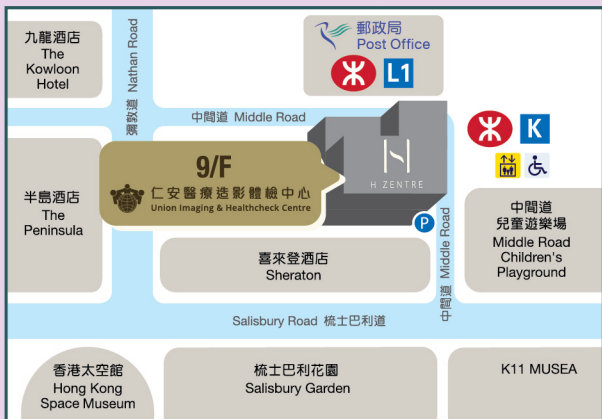 九龍酒店
The
Kowloon
Hotel
彌敦道 Nathan Road
郵政局
Post Office
L1
中間道 Middle Road
K
H ZENTRE
9/F
仁安醫療造影體檢中心
Union Imaging & Healthcheck Centre
半島酒店
The
Peninsula
P
中間道 Middle Road
中間道
兒童遊樂場
Middle Road
Children's
Playground
喜來登酒店
Sheraton
Salisbury Road 梳士巴利道
香港太空館
Hong Kong
Space Museum
梳士巴利花園
Salisbury Garden
K11 MUSEA